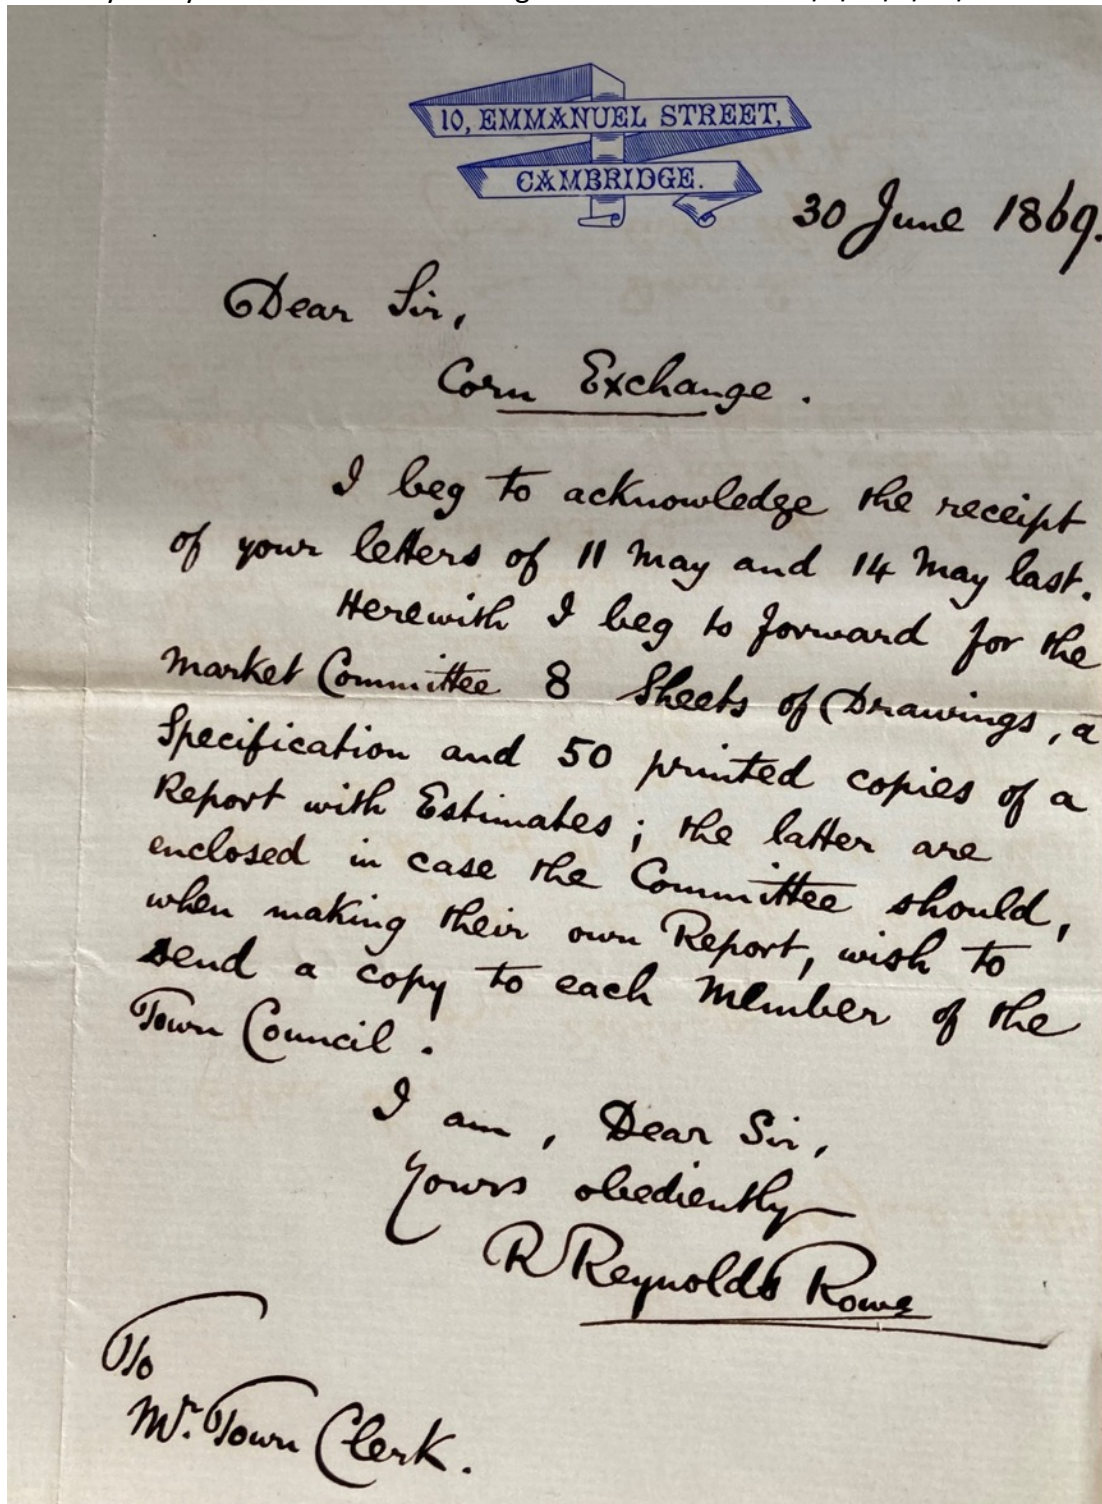 10, EMMANUEL STREET,
CAMBRIDGE.
30 June 1869.
Dear Sir,
Corn Exchange.
I beg to acknowledge the receipt
of your letters of 11 May and 14 May last.
Herewith I beg to forward for the
Market Committee 8 Sheets of Drawings, a
Specification and 50 printed copies of a
Report with Estimates; the latter are
enclosed in case the Committee should,
when making their own Report, wish to
send a copy to each Member of the
Town Council.
I am, Dear Sir,
Yours obediently
R Reynolds Rowe
To
Mr. Town Clerk.